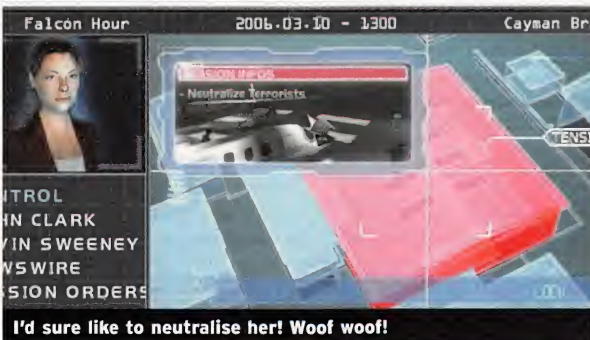 Falcon Hour 2006.03.10 - 1300 Cayman Br
MISSION INFOS
- Neutralize Terrorists
TENSI
NTROL
HN CLARK
VIN SWEENEY
WSWIRE
SSION ORDERS
I'd sure like to neutralise her! Woof woof!